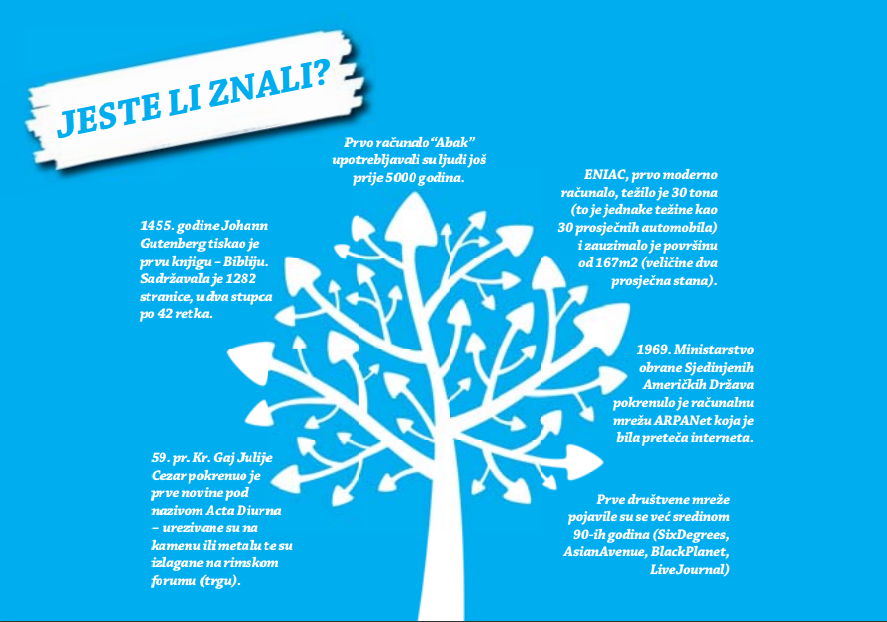 JESTE LI ZNALI?
Prvo računalo “Abak”
upotrebljavali su ljudi još
prije 5000 godina.
ENIAC, prvo moderno
računalo, težilo je 30 tona
(to je jednake težine kao
30 prosječnih automobila)
i zauzimalo je površinu
od 167m2 (veličine dva
prosječna stana).
1455. godine Johann
Gutenberg tiskao je
prvu knjigu – Bibliju.
Sadržavala je 1282
stranice, u dva stupca
po 42 retka.
1969. Ministarstvo
obrane Sjedinjenih
Američkih Država
pokrenulo je računalnu
mrežu ARPANet koja je
bila preteča interneta.
59. pr. Kr. Gaj Julije
Cezar pokrenuo je
prve novine pod
nazivom Acta Diurna
– urezivane su na
kamenu ili metalu te su
izlagane na rimskom
forumu (trgu).
Prve društvene mreže
pojavile su se već sredinom
90-ih godina (SixDegrees,
AsianAvenue, BlackPlanet,
LiveJournal)